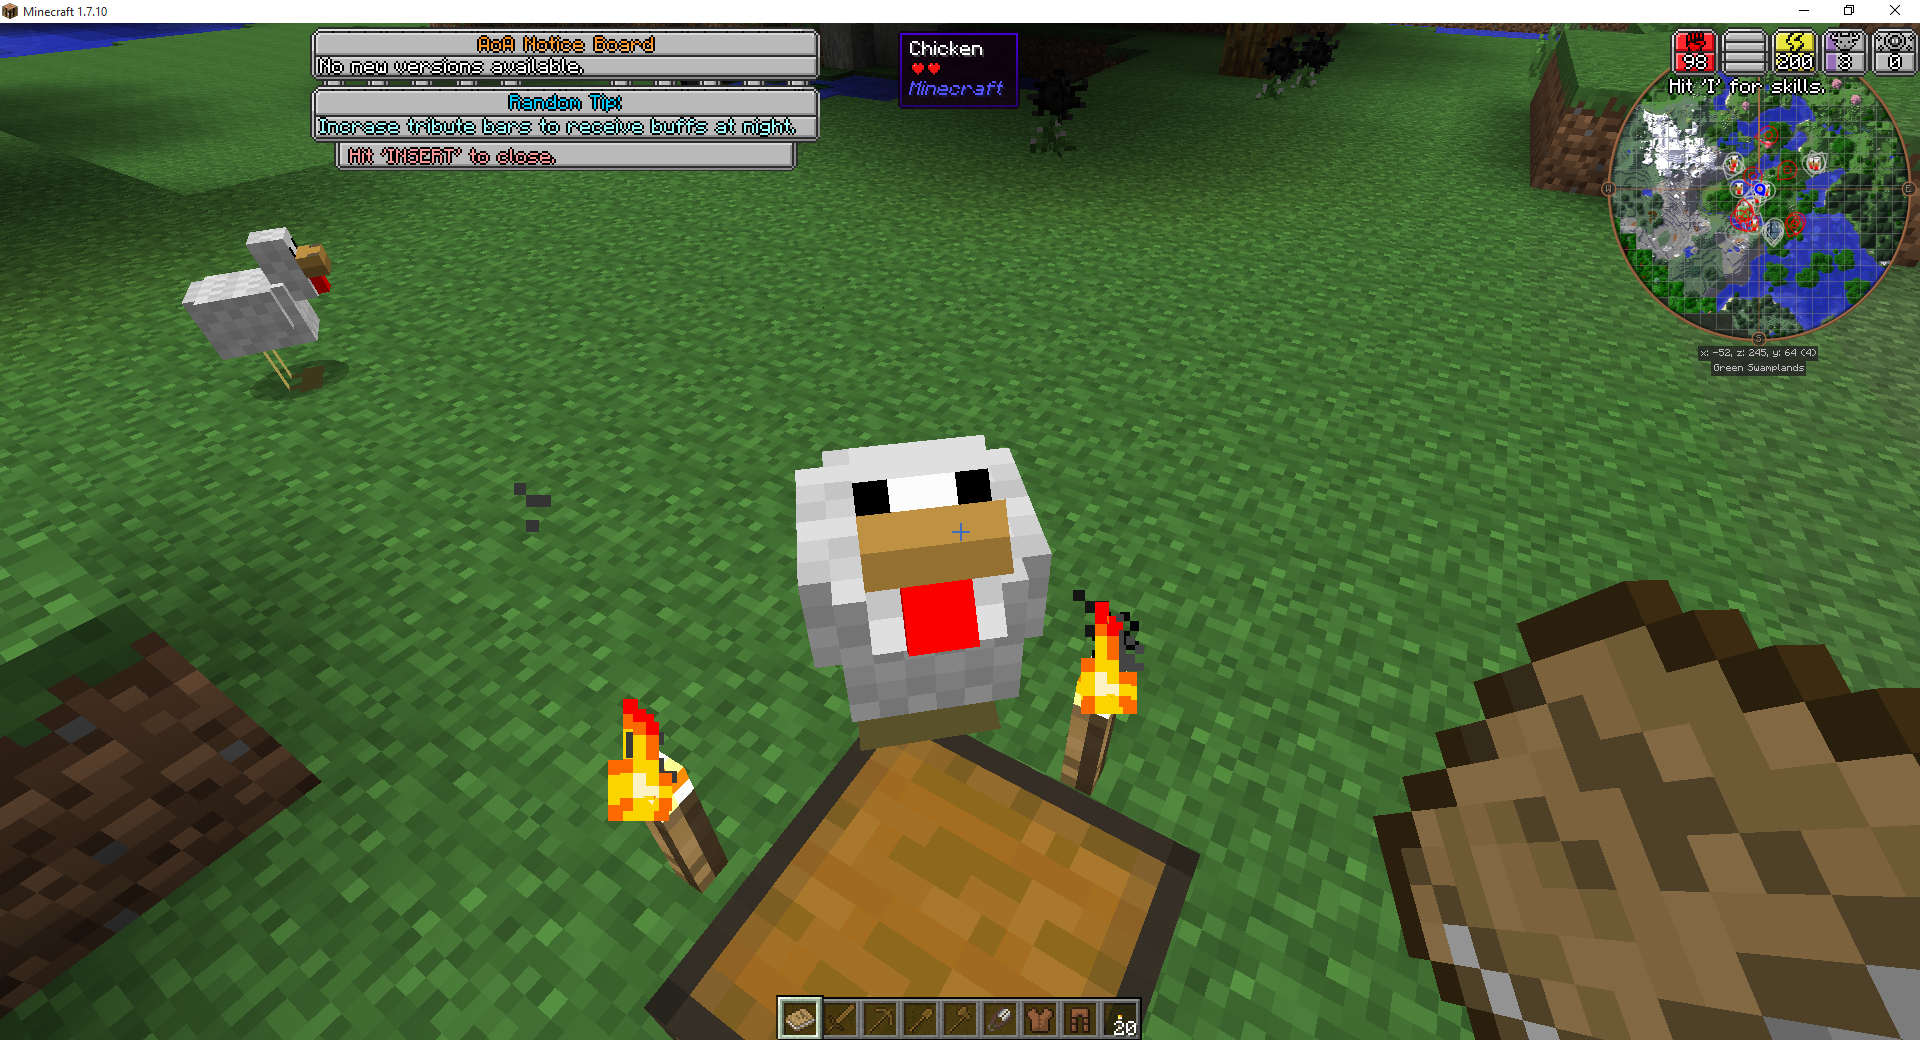 Minecraft 1.7.10
AoA Notice Board
No new versions available.
Random Tip:
Increase tribute bars to receive buffs at night.
Hit 'INSERT' to close.
Chicken
Minecraft
98
200
3
0
Hit 'I' for skills.
W
E
S
x: -52, z: 245, y: 64 (4)
Green Swamplands
20